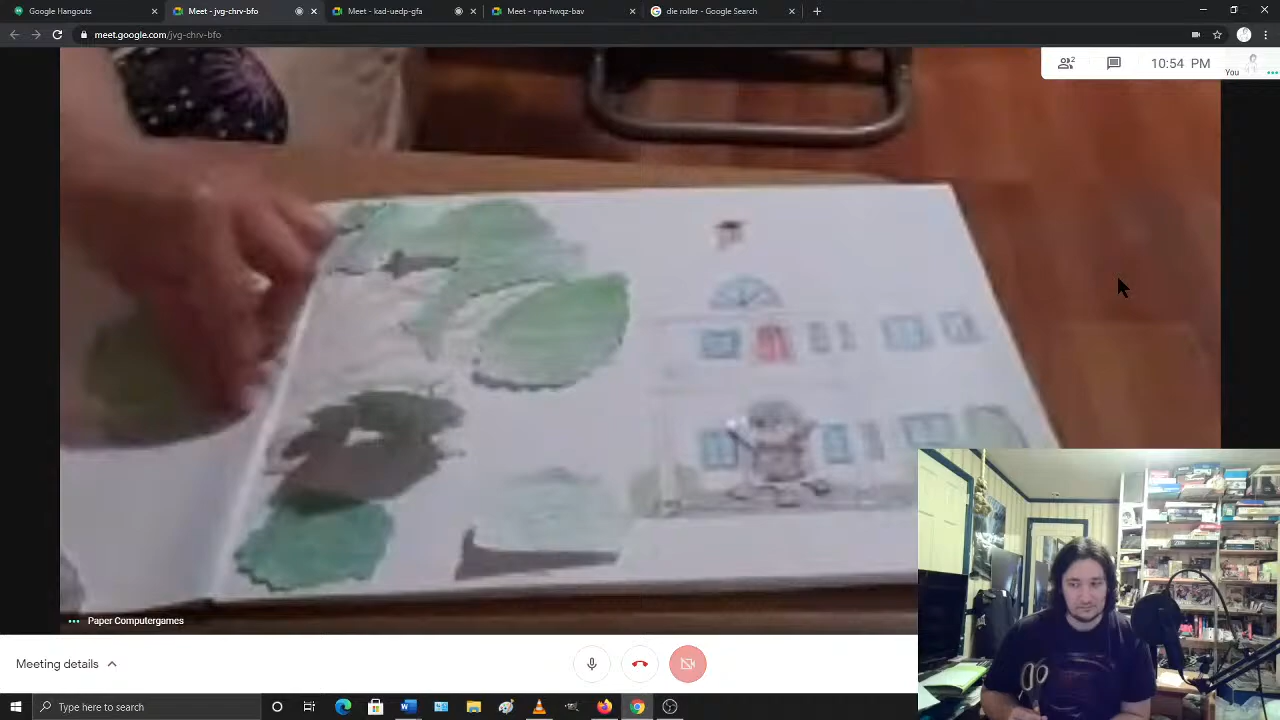 Google Hangouts
Meet - jvg-chrv-bfo
Meet - kad-uedp-gfa
Meet - npa-hwqz-bav
die roller - Google Search
meet.google.com/jvg-chrv-bfo
2
10:54 PM
You
Paper Computergames
Meeting details
Type here to search